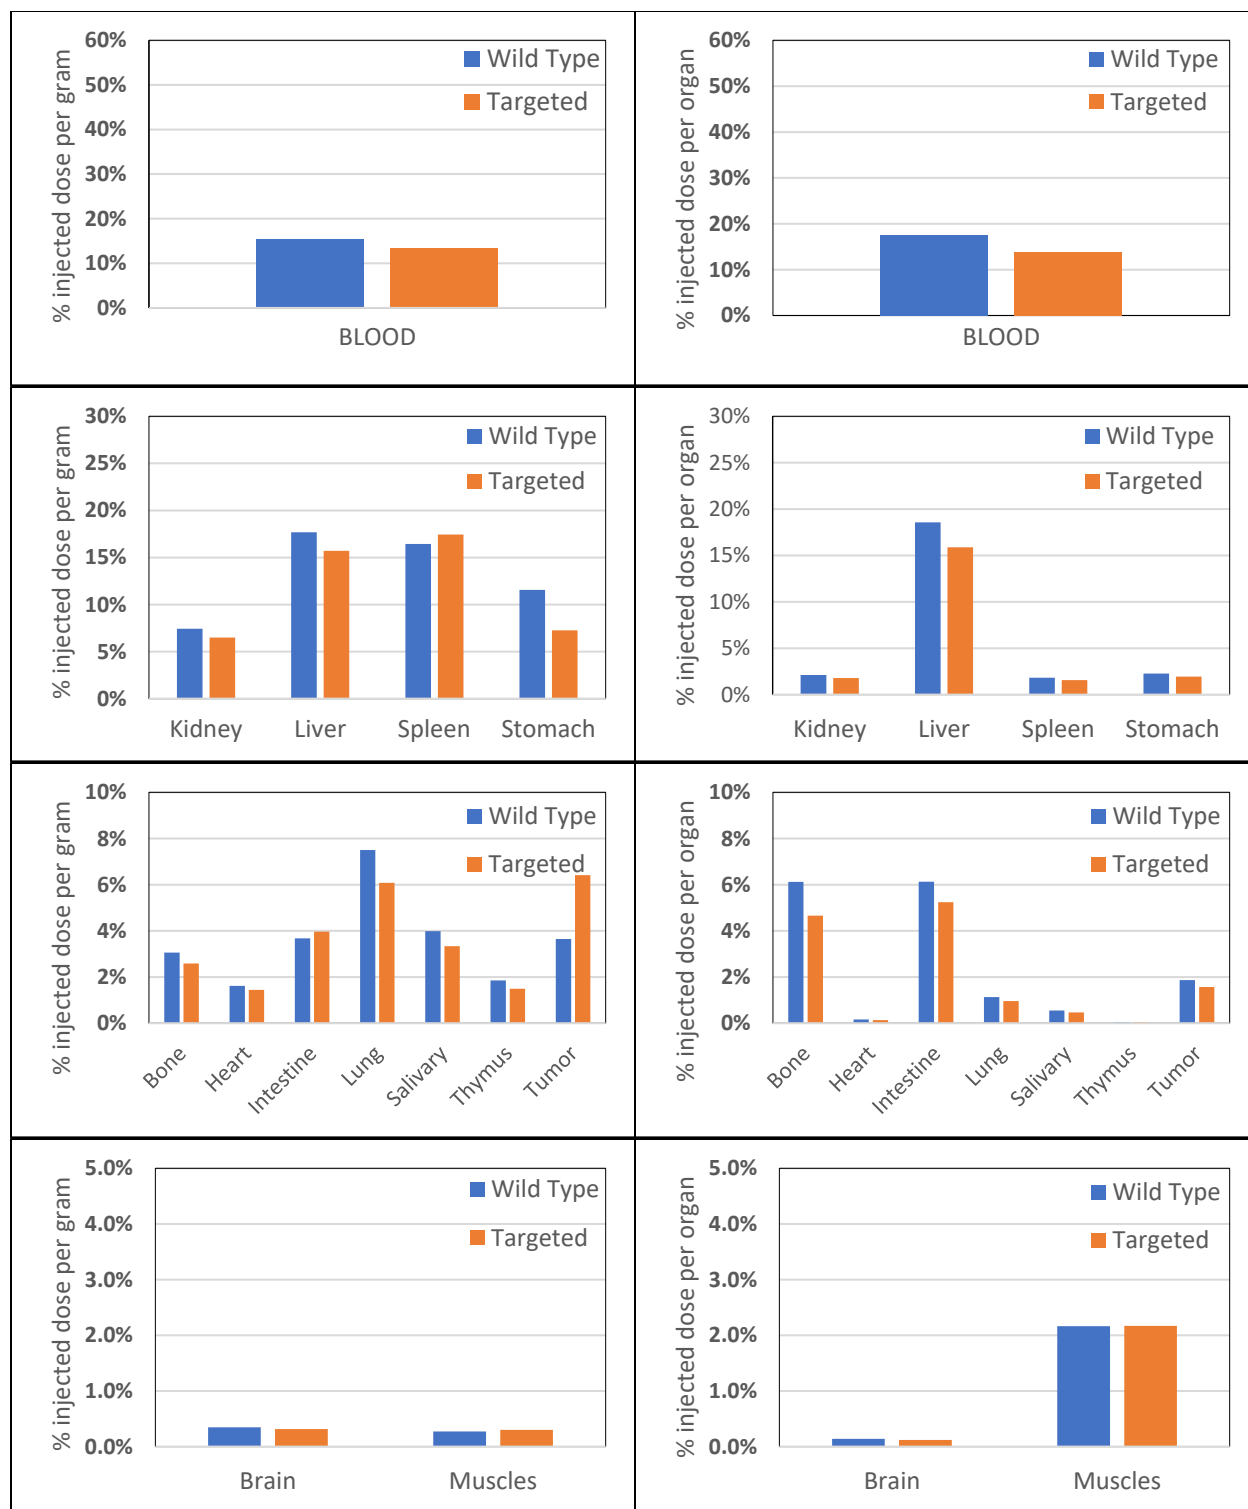 % injected dose per gram
60%
50%
40%
30%
20%
10%
0%
Wild Type
Targeted
BLOOD
% injected dose per organ
60%
50%
40%
30%
20%
10%
0%
Wild Type
Targeted
BLOOD
% injected dose per gram
30%
25%
20%
15%
10%
5%
0%
Wild Type
Targeted
Kidney Liver Spleen Stomach
% injected dose per organ
30%
25%
20%
15%
10%
5%
0%
Wild Type
Targeted
Kidney Liver Spleen Stomach
% injected dose per gram
10%
8%
6%
4%
2%
0%
Wild Type
Targeted
Bone Heart Intestine Lung Salivary Thymus Tumor
% injected dose per organ
10%
8%
6%
4%
2%
0%
Wild Type
Targeted
Bone Heart Intestine Lung Salivary Thymus Tumor
% injected dose per gram
5.0%
4.0%
3.0%
2.0%
1.0%
0.0%
Wild Type
Targeted
Brain Muscles
% injected dose per organ
5.0%
4.0%
3.0%
2.0%
1.0%
0.0%
Wild Type
Targeted
Brain Muscles